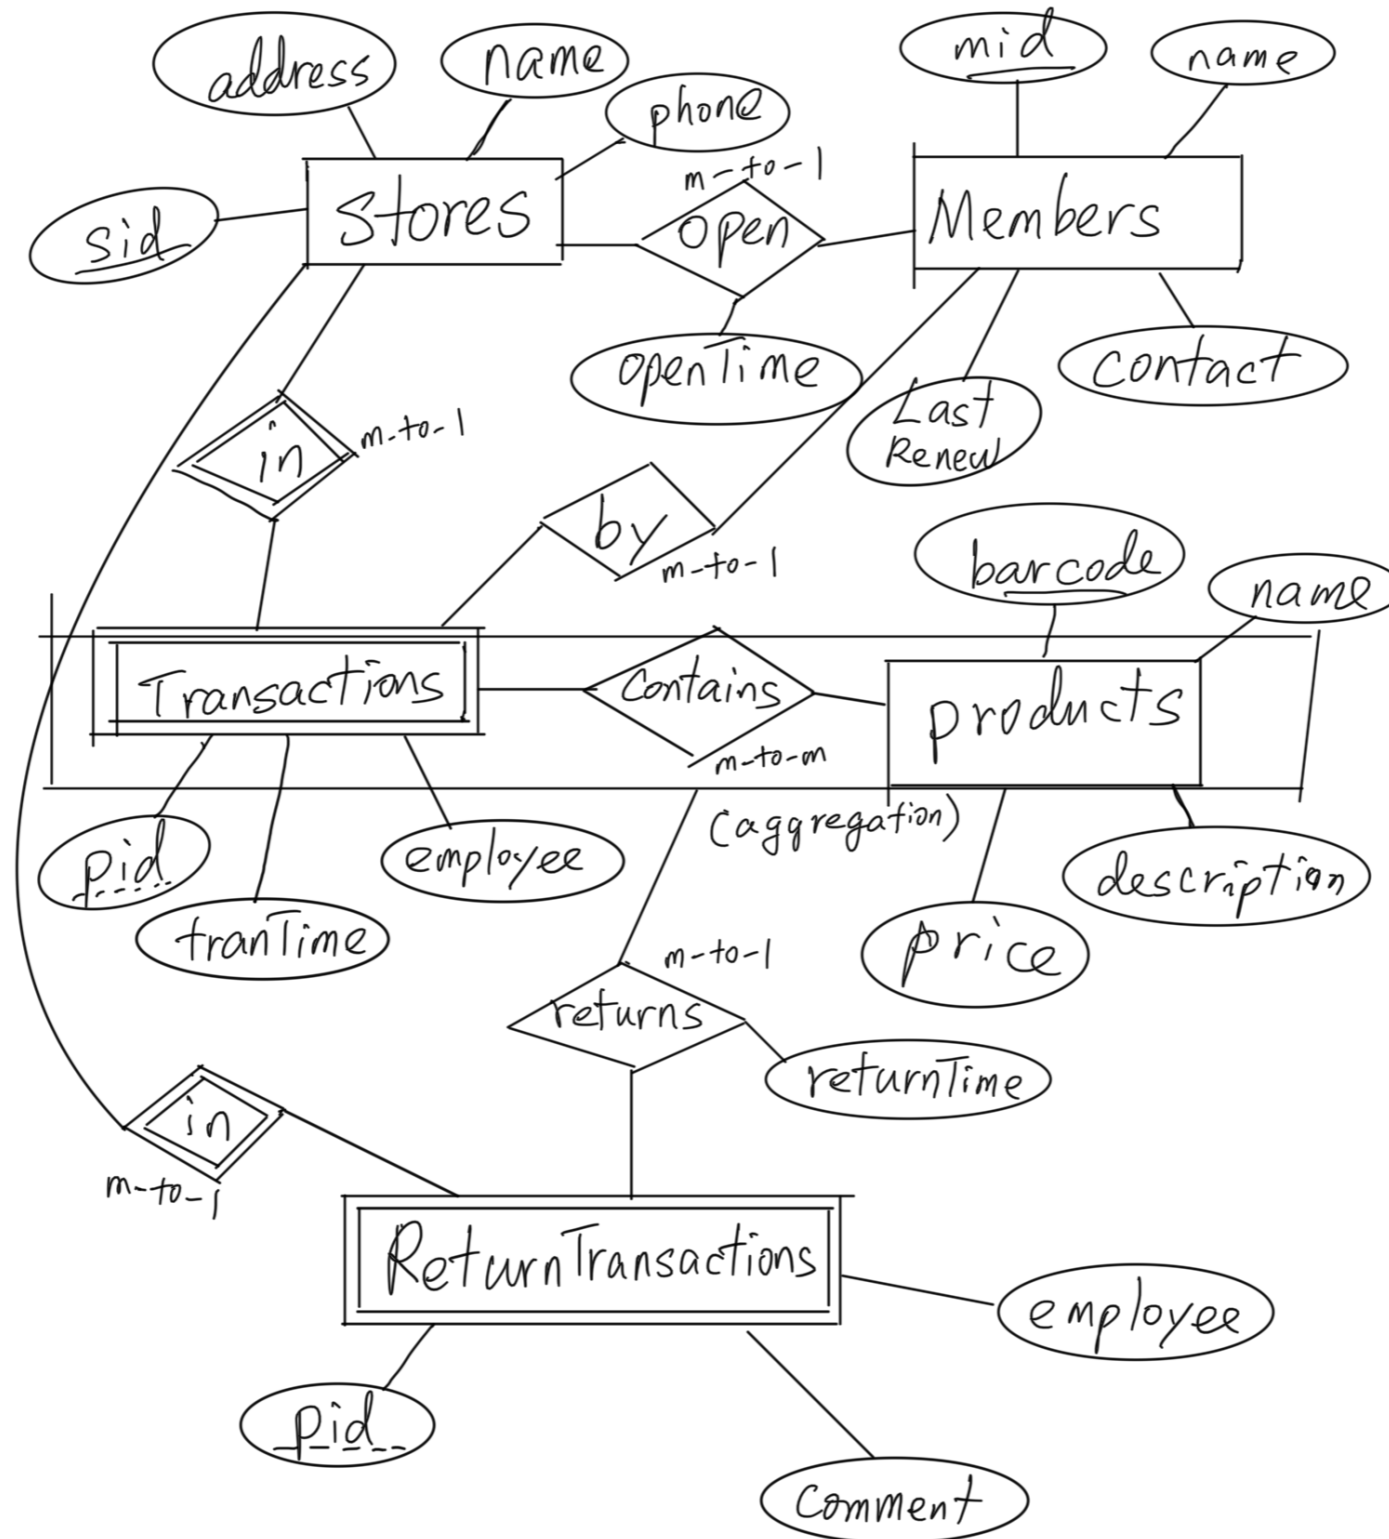 address
name
phone
sid
Stores
m-to-1
open
openTime
mid
name
Members
contact
Last
Renew
in
m-to-1
by
m-to-1
barcode
name
Transactions
Contains
m-to-m
products
pid
tranTime
employee
(aggregation)
price
description
m-to-1
returns
returnTime
in
m-to-1
ReturnTransactions
employee
pid
Comment